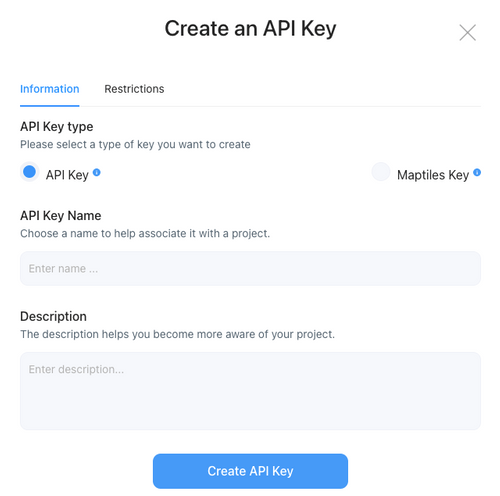 Create an API Key
Information Restrictions
API Key type
Please select a type of key you want to create
API Key Maptiles Key
API Key Name
Choose a name to help associate it with a project.
Enter name ...
Description
The description helps you become more aware of your project.
Enter description...
Create API Key